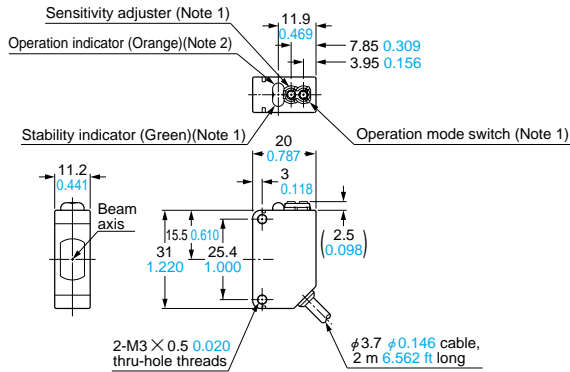 Sensitivity adjuster (Note 1)
11.9
0.469
Operation indicator (Orange)(Note 2)
7.85 0.309
3.95 0.156
Stability indicator (Green)(Note 1)
Operation mode switch (Note 1)
20
0.787
11.2
0.441
3
0.118
Beam
axis
15.5 0.610
31
1.220
25.4
1.000
(2.5
0.098)
2-M3 × 0.5 0.020
thru-hole threads
ø3.7 ø0.146 cable,
2 m 6.562 ft long